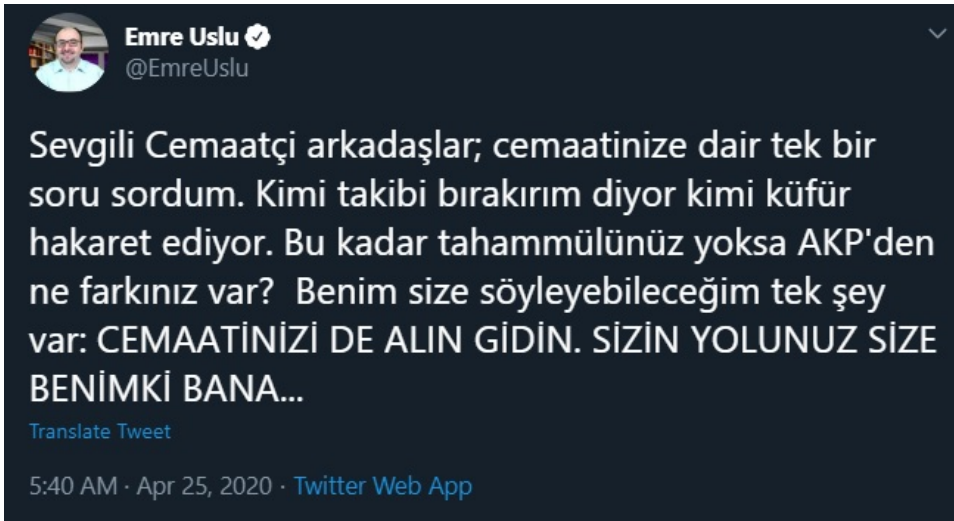 Emre Uslu
@EmreUslu
Sevgili Cemaatçi arkadaşlar; cemaatinize dair tek bir
soru sordum. Kimi takibi bırakırım diyor kimi küfür
hakaret ediyor. Bu kadar tahammülünüz yoksa AKP'den
ne farkınız var?  Benim size söyleyebileceğim tek şey
var: CEMAATİNİZİ DE ALIN GİDİN. SİZİN YOLUNUZ SİZE
BENİMKİ BANA...
Translate Tweet
5:40 AM · Apr 25, 2020 · Twitter Web App